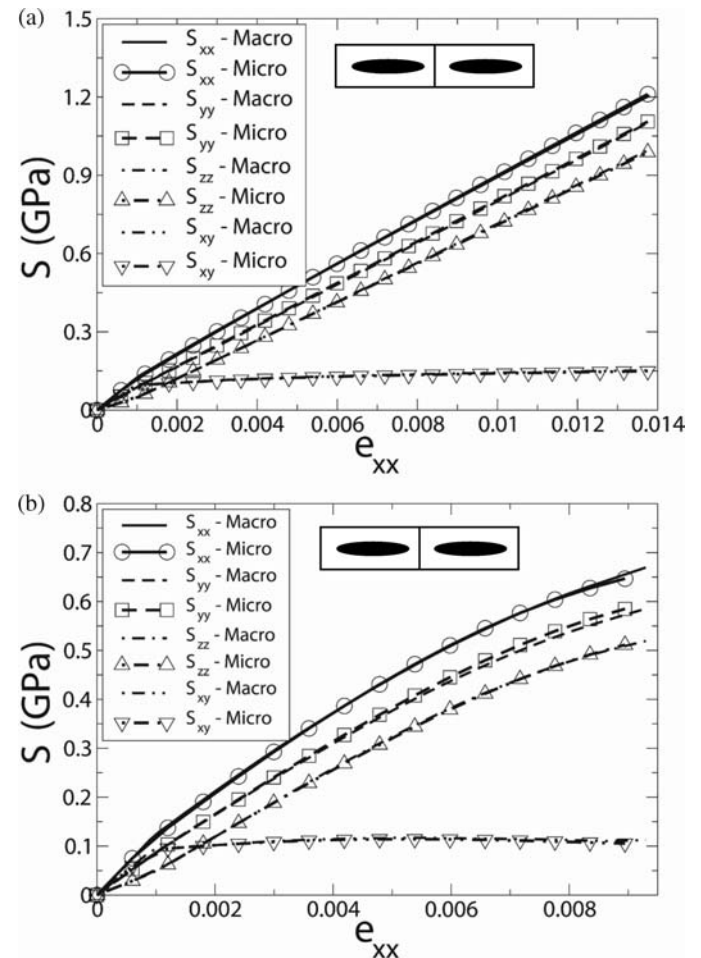 (a)
S (GPa)
1.5
1.2
0.9
0.6
0.3
0
S_xx - Macro
S_xx - Micro
S_yy - Macro
S_yy - Micro
S_zz - Macro
S_zz - Micro
S_xy - Macro
S_xy - Micro
0 0.002 0.004 0.006 0.008 0.01 0.012 0.014
e_xx
(b)
S (GPa)
0.8
0.7
0.6
0.5
0.4
0.3
0.2
0.1
0
S_xx - Macro
S_xx - Micro
S_yy - Macro
S_yy - Micro
S_zz - Macro
S_zz - Micro
S_xy - Macro
S_xy - Micro
0 0.002 0.004 0.006 0.008
e_xx